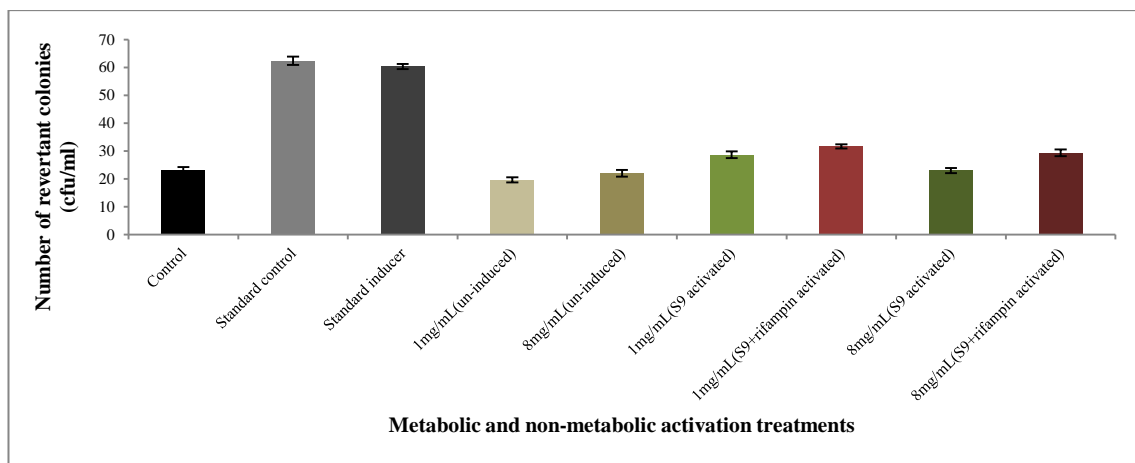 Number of revertant colonies
(cfu/ml)
70
60
50
40
30
20
10
0
Control
Standard control
Standard inducer
1mg/mL(un-induced)
8mg/mL(un-induced)
1mg/mL(S9 activated)
1mg/mL(S9+rifampin activated)
8mg/mL(S9 activated)
8mg/mL(S9+rifampin activated)
Metabolic and non-metabolic activation treatments